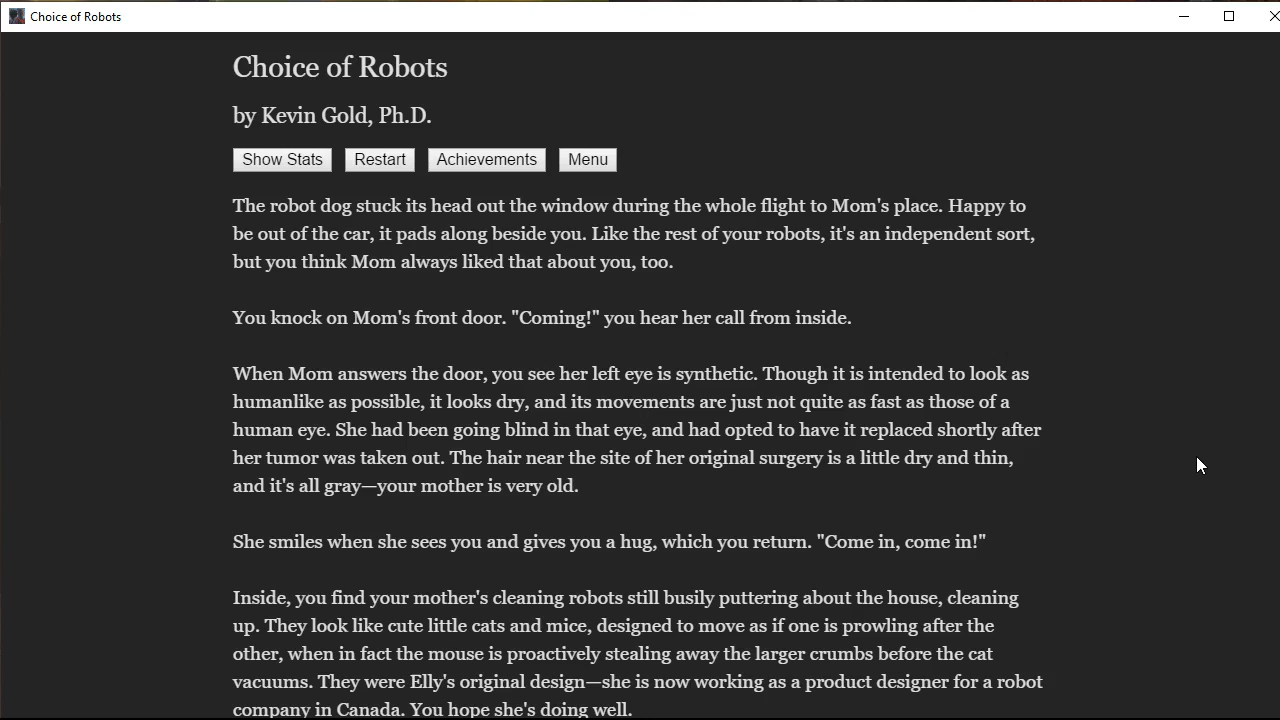 Choice of Robots
Choice of Robots
by Kevin Gold, Ph.D.
Show Stats Restart Achievements Menu
The robot dog stuck its head out the window during the whole flight to Mom's place. Happy to
be out of the car, it pads along beside you. Like the rest of your robots, it's an independent sort,
but you think Mom always liked that about you, too.
You knock on Mom's front door. "Coming!" you hear her call from inside.
When Mom answers the door, you see her left eye is synthetic. Though it is intended to look as
humanlike as possible, it looks dry, and its movements are just not quite as fast as those of a
human eye. She had been going blind in that eye, and had opted to have it replaced shortly after
her tumor was taken out. The hair near the site of her original surgery is a little dry and thin,
and it's all gray—your mother is very old.
She smiles when she sees you and gives you a hug, which you return. "Come in, come in!"
Inside, you find your mother's cleaning robots still busily puttering about the house, cleaning
up. They look like cute little cats and mice, designed to move as if one is prowling after the
other, when in fact the mouse is proactively stealing away the larger crumbs before the cat
vacuums. They were Elly's original design—she is now working as a product designer for a robot
company in Canada. You hope she's doing well.